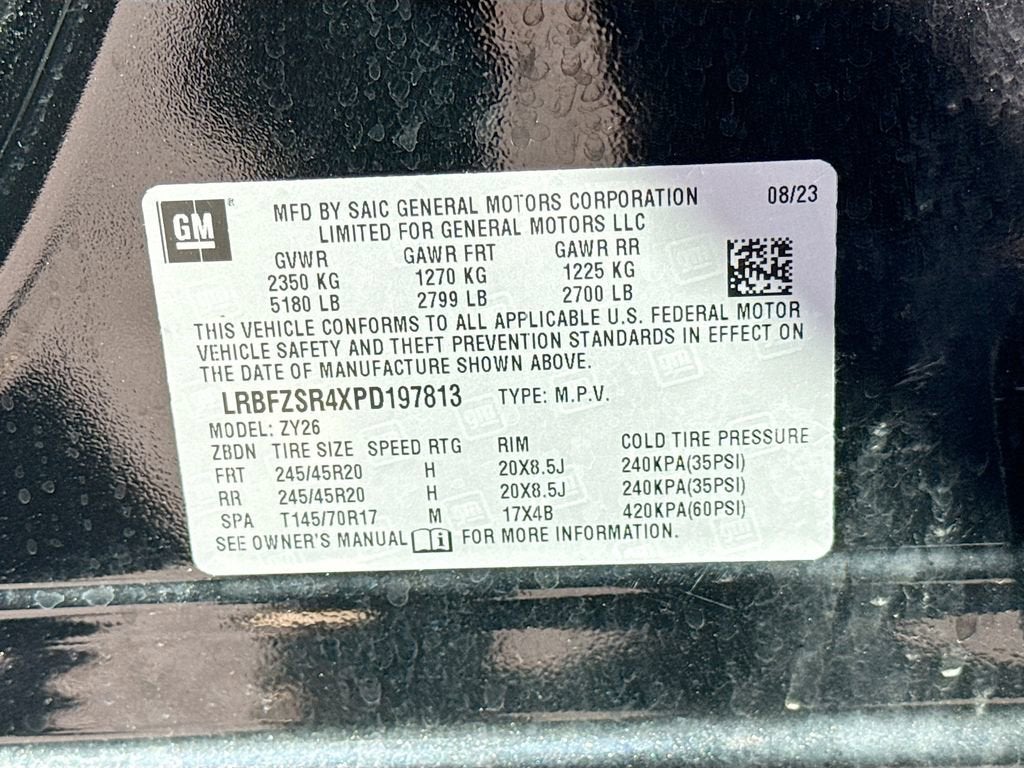 GM ® MFD BY SAIC GENERAL MOTORS CORPORATION 08/23
LIMITED FOR GENERAL MOTORS LLC
GVWR GAWR FRT GAWR RR
2350 KG 1270 KG 1225 KG
5180 LB 2799 LB 2700 LB
THIS VEHICLE CONFORMS TO ALL APPLICABLE U.S. FEDERAL MOTOR
VEHICLE SAFETY AND THEFT PREVENTION STANDARDS IN EFFECT ON
THE DATE OF MANUFACTURE SHOWN ABOVE.
LRBFZSR4XPD197813 TYPE: M.P.V.
MODEL: ZY26
ZBDN TIRE SIZE SPEED RTG RIM COLD TIRE PRESSURE
FRT 245/45R20 H 20X8.5J 240KPA(35PSI)
RR 245/45R20 H 20X8.5J 240KPA(35PSI)
SPA T145/70R17 M 17X4B 420KPA(60PSI)
SEE OWNER'S MANUAL i FOR MORE INFORMATION.